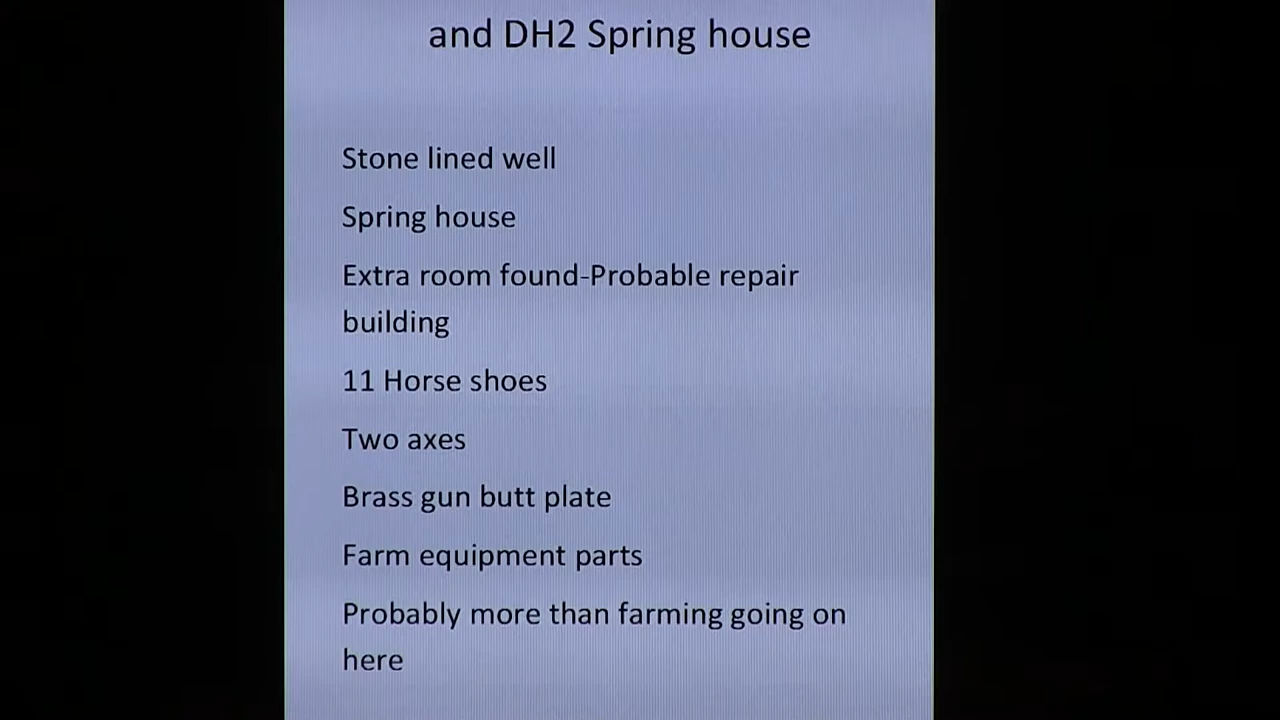 and DH2 Spring house
Stone lined well
Spring house
Extra room found-Probable repair
building
11 Horse shoes
Two axes
Brass gun butt plate
Farm equipment parts
Probably more than farming going on
here